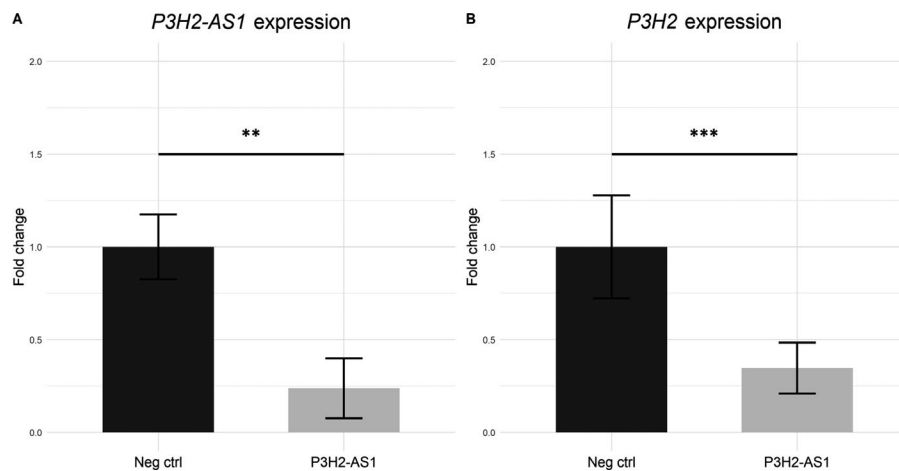 A
P3H2-AS1 expression
Fold change
2.0
1.5
1.0
0.5
0.0
**
Neg ctrl
P3H2-AS1
B
P3H2 expression
Fold change
2.0
1.5
1.0
0.5
0.0
***
Neg ctrl
P3H2-AS1